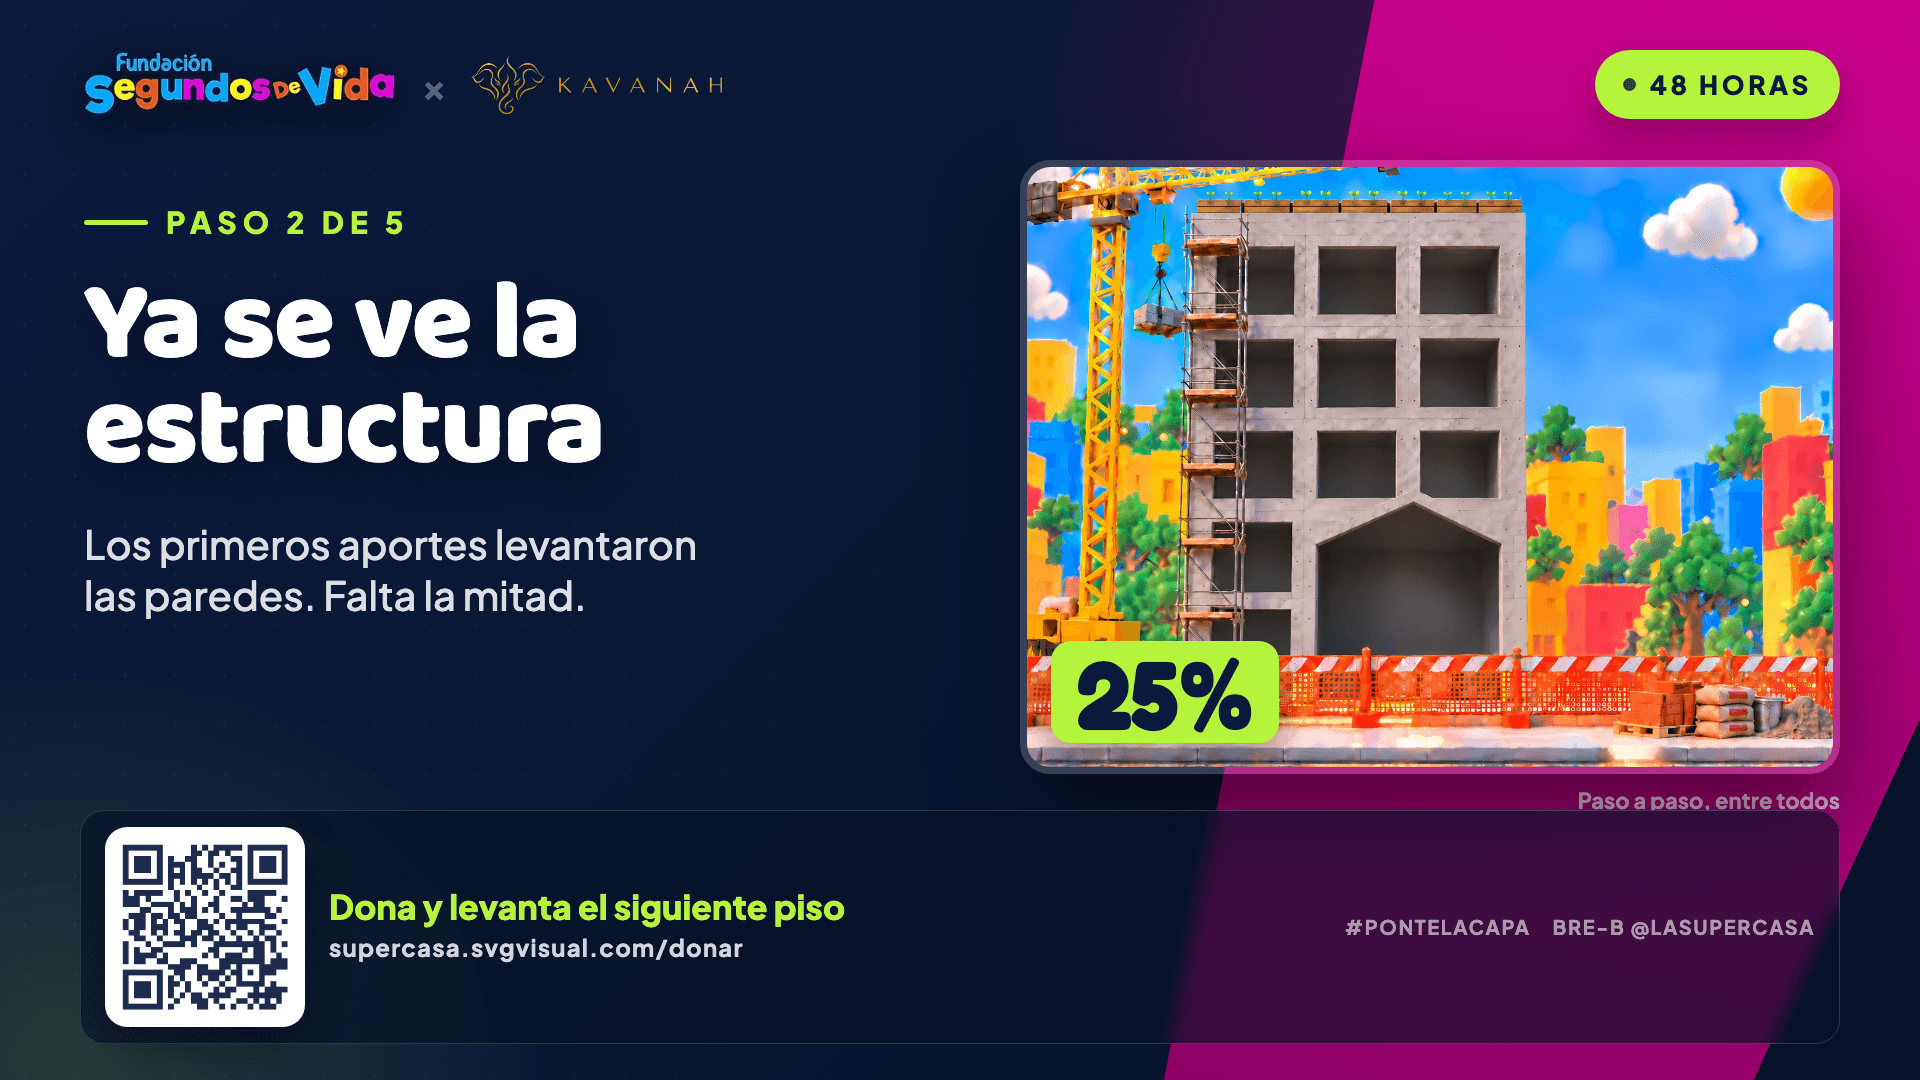 Fundación
Segundos De Vida
×
KAVANAH
48 HORAS
PASO 2 DE 5
Ya se ve la
estructura
Los primeros aportes levantaron
las paredes. Falta la mitad.
25%
Paso a paso, entre todos
Dona y levanta el siguiente piso
supercasa.svgvisual.com/donar
#PONTELACAPA BRE-B @LASUPERCASA